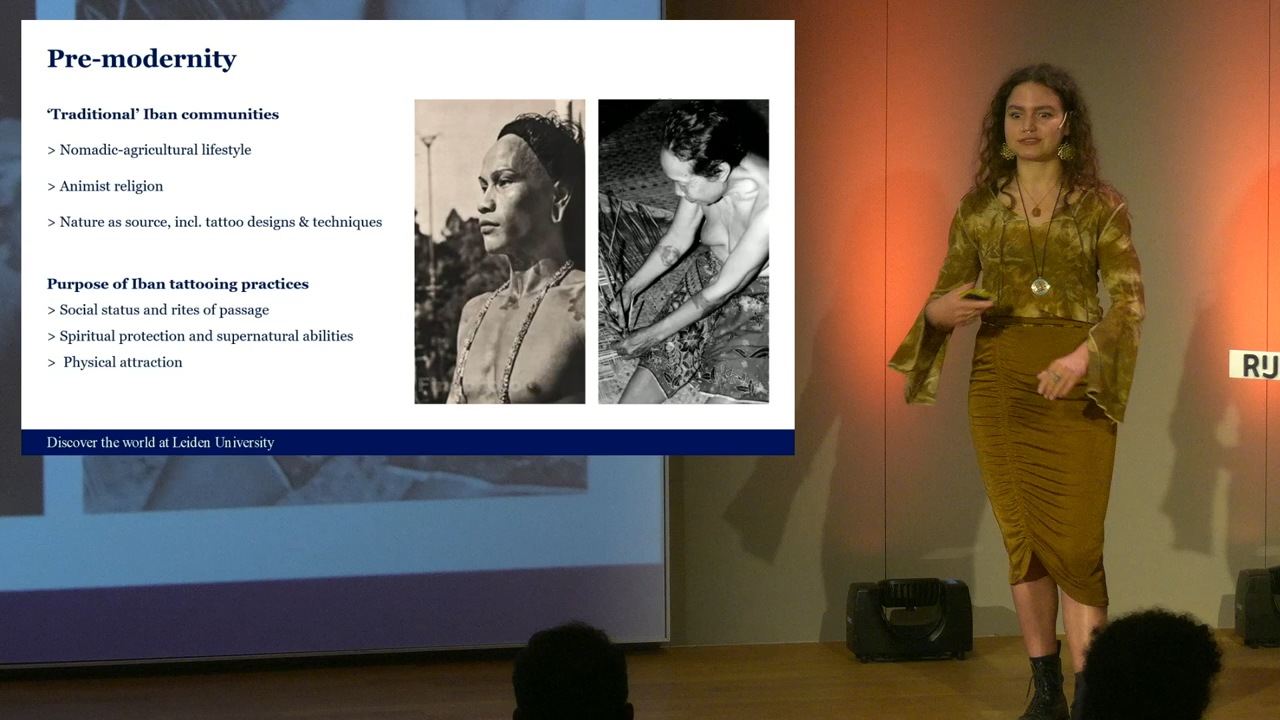 Pre-modernity
‘Traditional’ Iban communities
> Nomadic-agricultural lifestyle
> Animist religion
> Nature as source, incl. tattoo designs & techniques
Purpose of Iban tattooing practices
> Social status and rites of passage
> Spiritual protection and supernatural abilities
> Physical attraction
Discover the world at Leiden University
RIJ